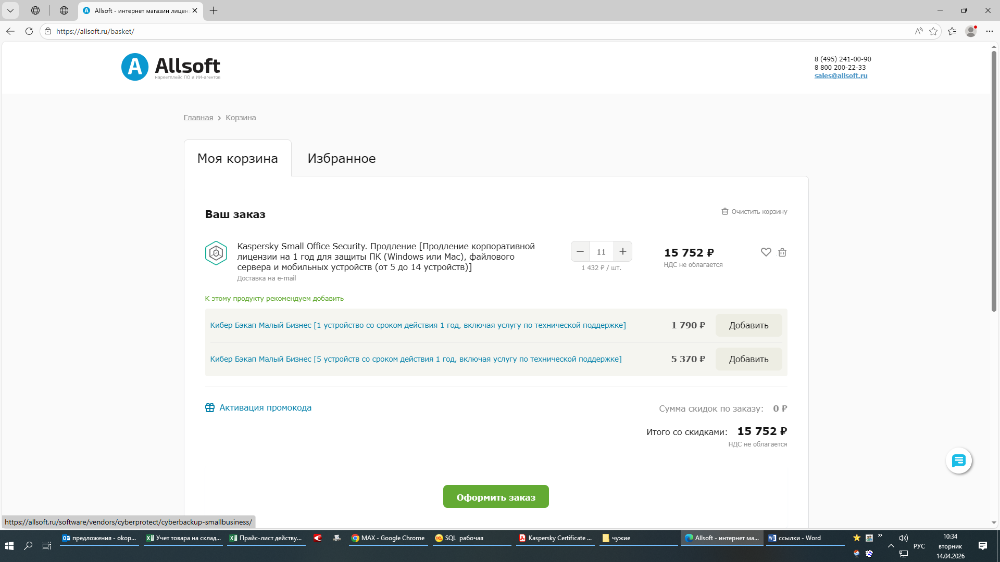 Allsoft - интернет магазин лицен
https://allsoft.ru/basket/
A
Allsoft
маркетплейс ПО и ИИ-агентов
8 (495) 241-00-90
8 800 200-22-33
sales@allsoft.ru
Главная > Корзина
Моя корзина
Избранное
Ваш заказ
Очистить корзину
Kaspersky Small Office Security. Продление [Продление корпоративной
лицензии на 1 год для защиты ПК (Windows или Mac), файлового
сервера и мобильных устройств (от 5 до 14 устройств)]
Доставка на e-mail
11
1 432 ₽ / шт.
15 752 ₽
НДС не облагается
К этому продукту рекомендуем добавить
Кибер Бэкап Малый Бизнес [1 устройство со сроком действия 1 год, включая услугу по технической поддержке]
1 790 ₽
Добавить
Кибер Бэкап Малый Бизнес [5 устройств со сроком действия 1 год, включая услугу по технической поддержке]
5 370 ₽
Добавить
Активация промокода
Сумма скидок по заказу: 0 ₽
Итого со скидками: 15 752 ₽
НДС не облагается
Оформить заказ
https://allsoft.ru/software/vendors/cyberprotect/cyberbackup-smallbusiness/
предложения - okop...
Учет товара на склад...
Прайс-лист действу...
MAX - Google Chrome
SQL рабочая
Kaspersky Certificate ...
чужие
Allsoft - интернет ма...
ссылки - Word
РУС
10:34
вторник
14.04.2026